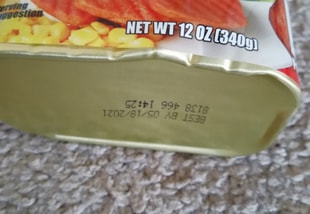 Serving
Suggestion
NET WT 12 OZ (340g)
BEST BY 05/18/2021
8138 466 14:25